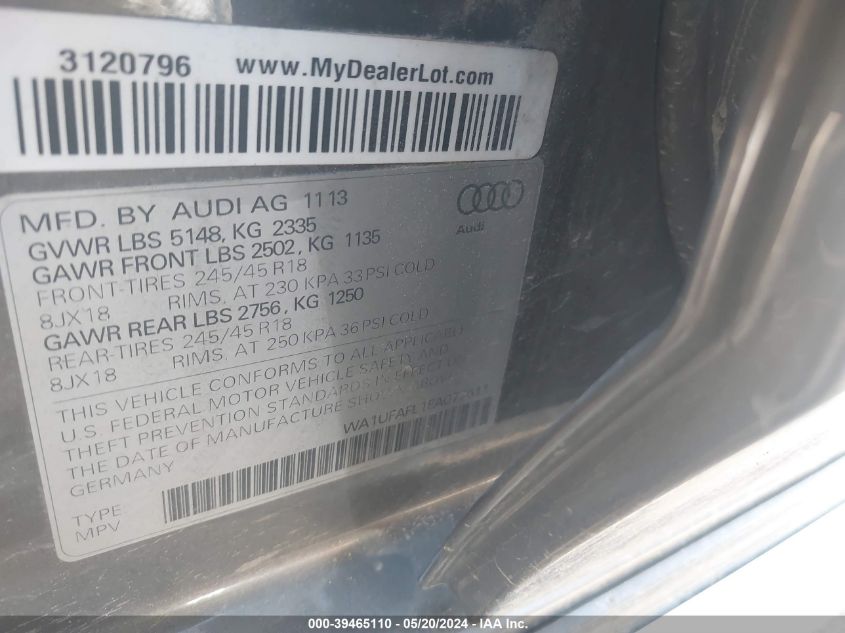 3120796 www.MyDealerLot.com
MFD. BY AUDI AG 1113
Audi
GVWR LBS 5148, KG 2335
GAWR FRONT LBS 2502, KG 1135
FRONT-TIRES 245/45 R18
8JX18 RIMS, AT 230 KPA 33 PSI COLD
GAWR REAR LBS 2756, KG 1250
REAR-TIRES 245/45 R18
8JX18 RIMS, AT 250 KPA 36 PSI COLD
THIS VEHICLE CONFORMS TO ALL APPLICABLE
U.S. FEDERAL MOTOR VEHICLE SAFETY AND
THEFT PREVENTION STANDARDS IN EFFECT ON
THE DATE OF MANUFACTURE SHOWN ABOVE
GERMANY
TYPE
MPV
000-39465110 - 05/20/2024 - IAA Inc.